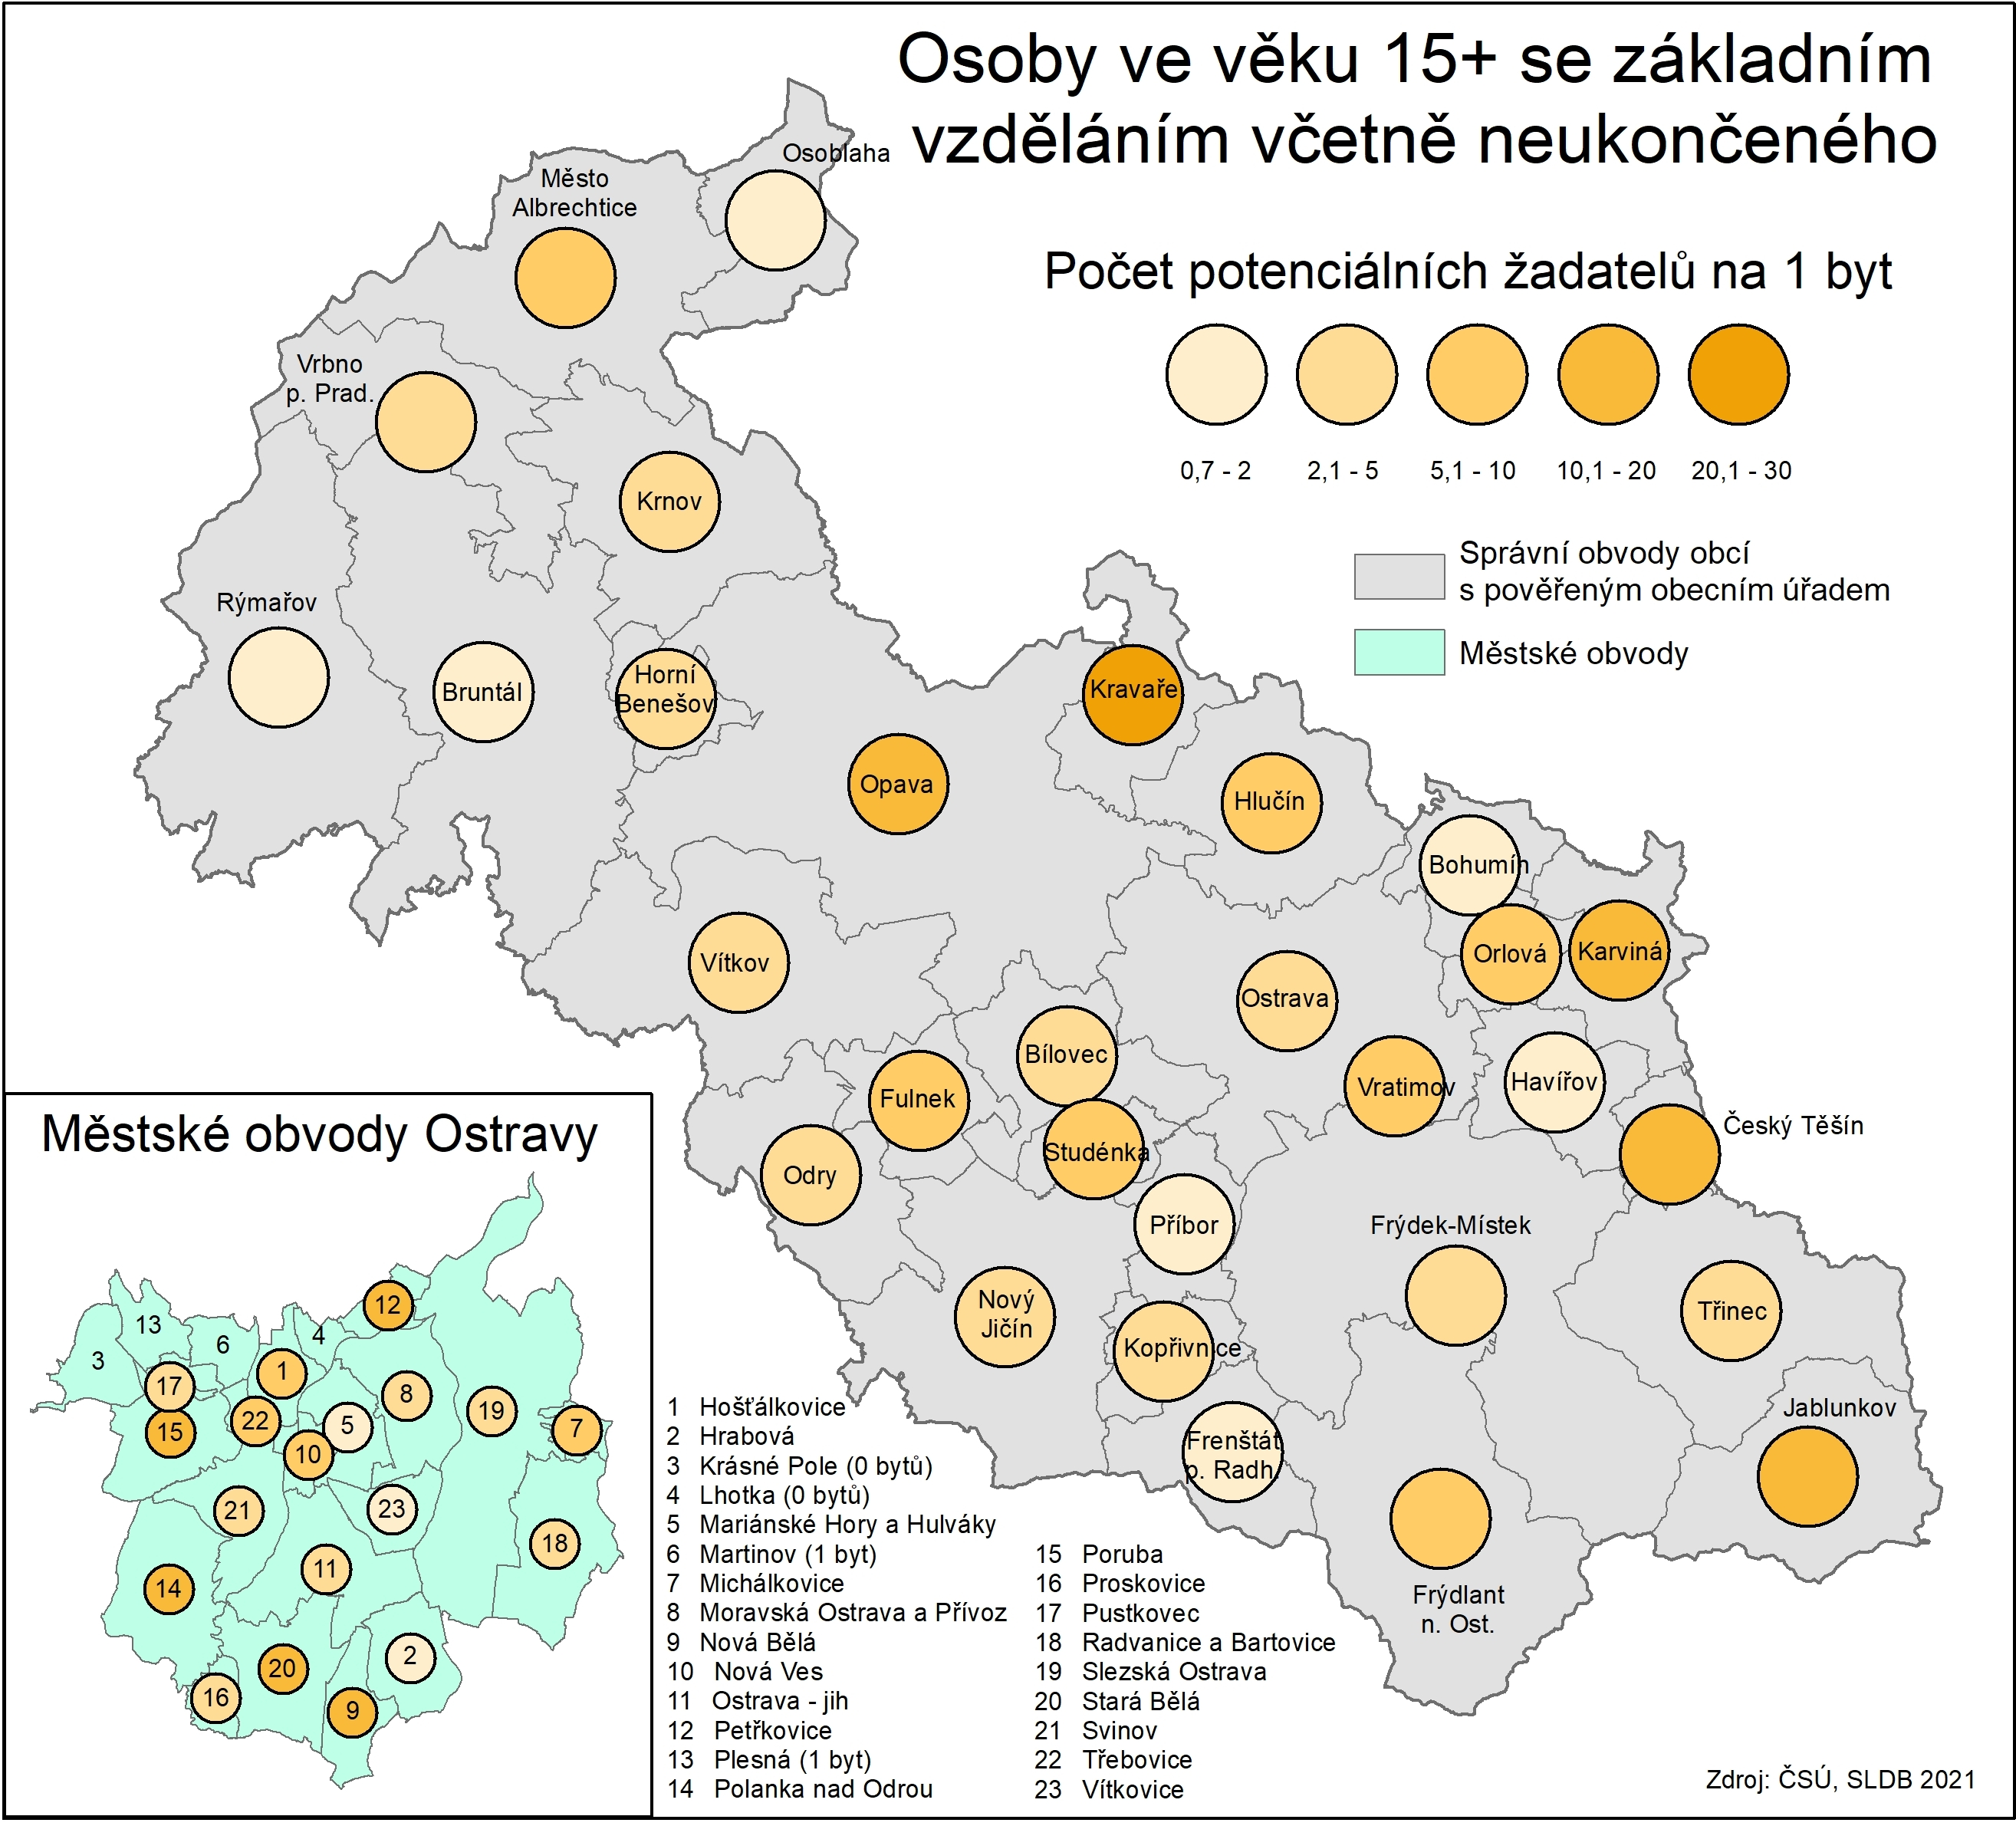 Osoby ve věku 15+ se základním
vzděláním včetně neukončeného
Počet potenciálních žadatelů na 1 byt
0,7 - 2
2,1 - 5
5,1 - 10
10,1 - 20
20,1 - 30
Správní obvody obcí
s pověřeným obecním úřadem
Městské obvody
Osoblaha
Město
Albrechtice
Vrbno
p. Prad.
Krnov
Rýmařov
Bruntál
Horní
Benešov
Kravaře
Opava
Hlučín
Bohumín
Orlová
Karviná
Vítkov
Ostrava
Bílovec
Vratimov
Havířov
Fulnek
Český Těšín
Studénka
Odry
Příbor
Frýdek-Místek
Nový
Jičín
Třinec
Kopřivnice
Jablunkov
Frenštát
p. Radh.
Frýdlant
n. Ost.
Městské obvody Ostravy
12
13
4
6
3
1
17
8
19
22
5
7
15
10
21
23
18
11
14
2
20
16
9
1 Hošťálkovice
2 Hrabová
3 Krásné Pole (0 bytů)
4 Lhotka (0 bytů)
5 Mariánské Hory a Hulváky
6 Martinov (1 byt)
7 Michálkovice
8 Moravská Ostrava a Přívoz
9 Nová Bělá
10 Nová Ves
11 Ostrava - jih
12 Petřkovice
13 Plesná (1 byt)
14 Polanka nad Odrou
15 Poruba
16 Proskovice
17 Pustkovec
18 Radvanice a Bartovice
19 Slezská Ostrava
20 Stará Bělá
21 Svinov
22 Třebovice
23 Vítkovice
Zdroj: ČSÚ, SLDB 2021